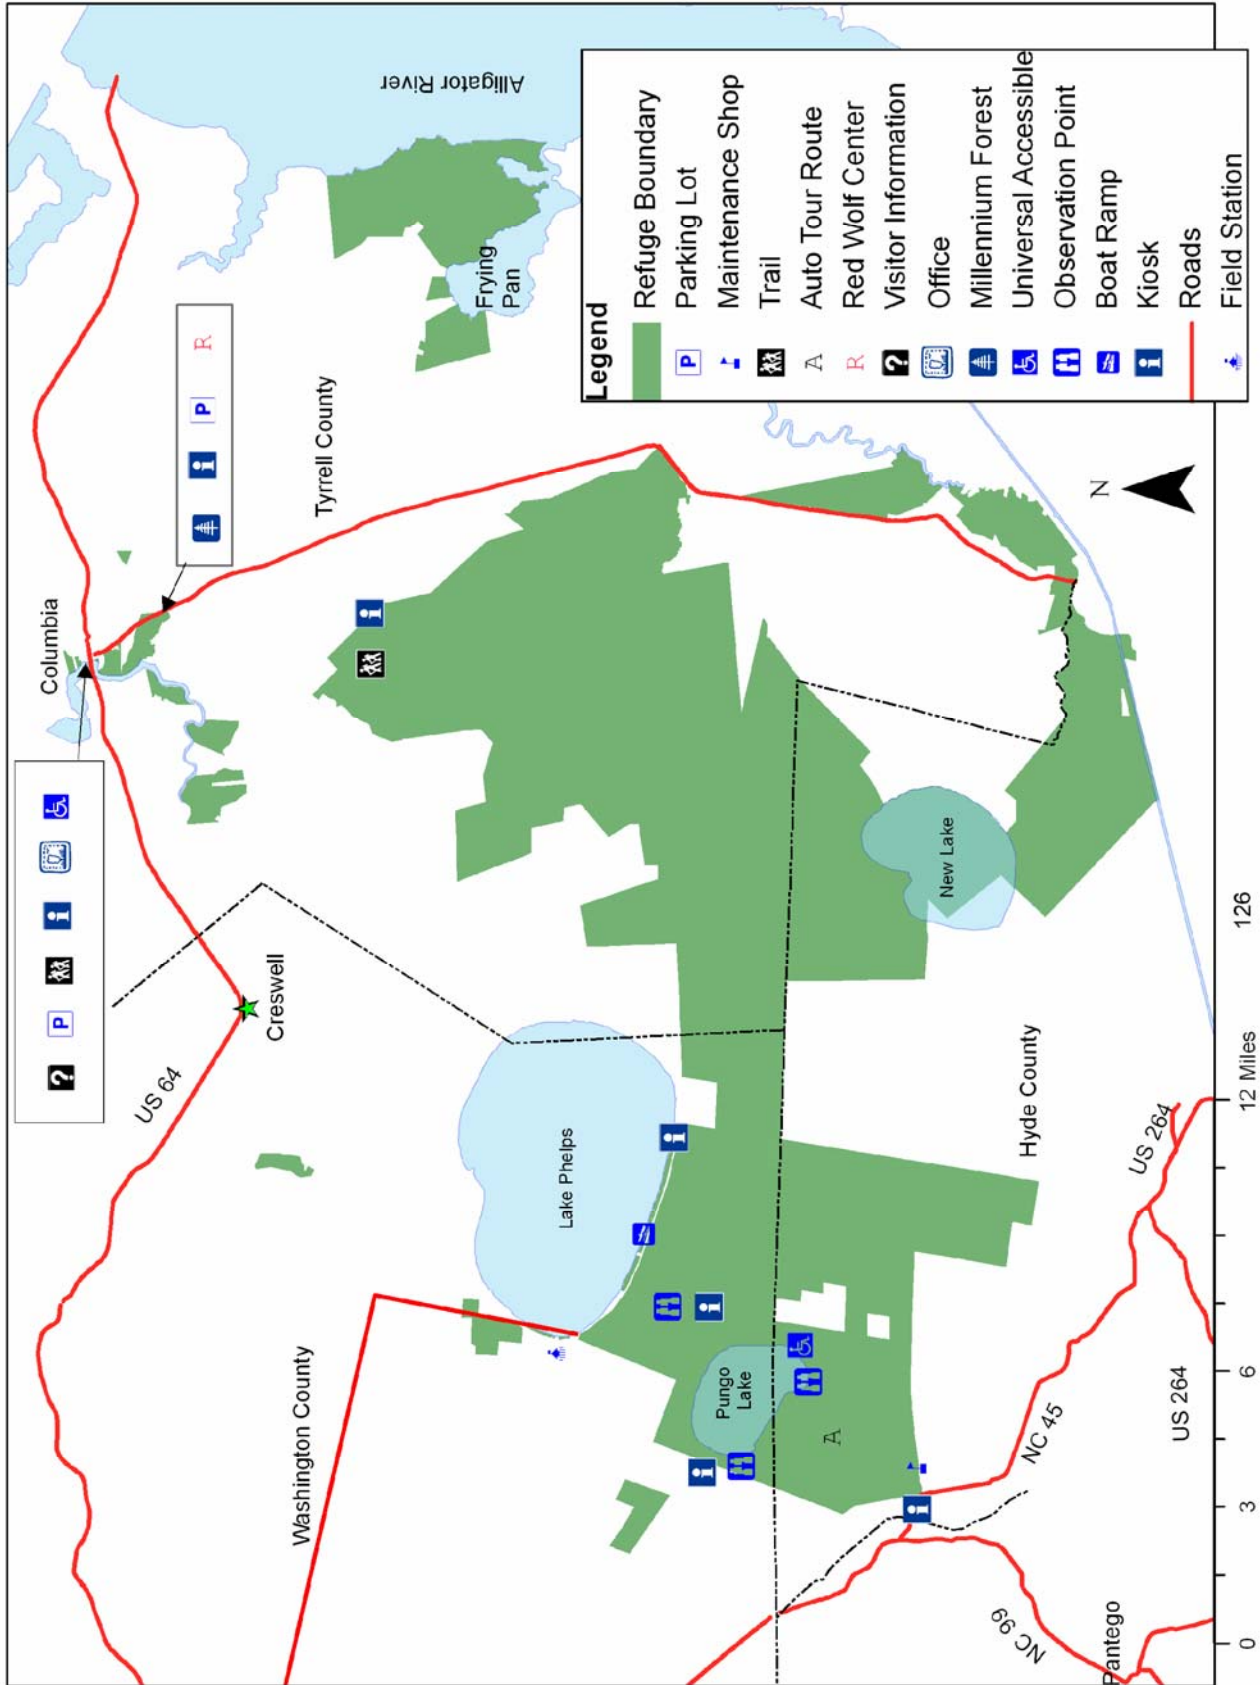 Alligator River
Frying
Pan
Tyrrell County
Columbia
R
P
P
?
US 64
Creswell
Lake Phelps
Washington County
Pungo
Lake
New Lake
Hyde County
A
NC 45
US 264
US 264
NC 99
Pantego
N
Legend
Refuge Boundary
P Parking Lot
Maintenance Shop
Trail
A Auto Tour Route
R Red Wolf Center
? Visitor Information
Office
Millennium Forest
Universal Accessible
Observation Point
Boat Ramp
i Kiosk
Roads
Field Station
0 3 6 12 Miles
126